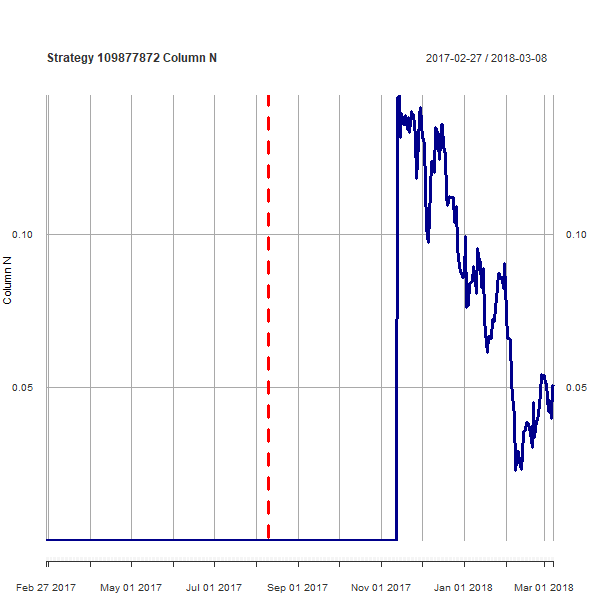 Strategy 109877872 Column N
2017-02-27 / 2018-03-08
0.10
0.10
Column N
0.05
0.05
Feb 27 2017
May 01 2017
Jul 01 2017
Sep 01 2017
Nov 01 2017
Jan 01 2018
Mar 01 2018